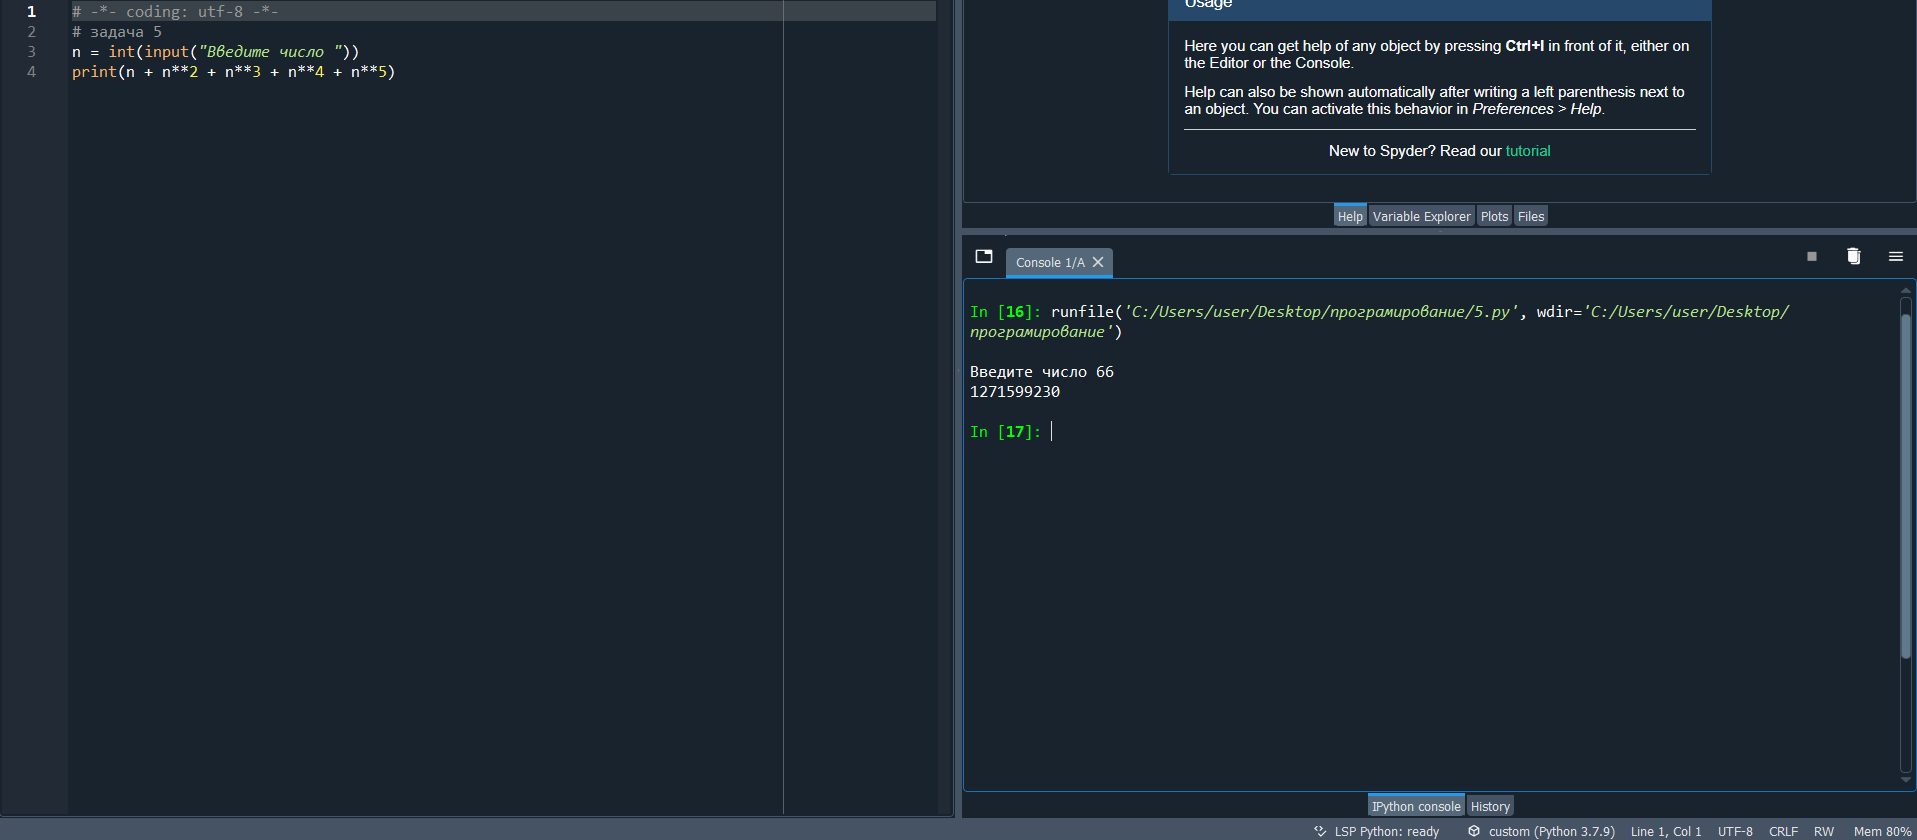 1 # -*- coding: utf-8 -*-
2 # задача 5
3 n = int(input("Введите число "))
4 print(n + n**2 + n**3 + n**4 + n**5)
Usage
Here you can get help of any object by pressing Ctrl+I in front of it, either on
the Editor or the Console.
Help can also be shown automatically after writing a left parenthesis next to
an object. You can activate this behavior in Preferences > Help.
New to Spyder? Read our tutorial
Help Variable Explorer Plots Files
Console 1/A
In [16]: runfile('C:/Users/user/Desktop/програмирование/5.py', wdir='C:/Users/user/Desktop/
програмирование')
Введите число 66
1271599230
In [17]:
IPython console History
LSP Python: ready custom (Python 3.7.9) Line 1, Col 1 UTF-8 CRLF RW Mem 80%